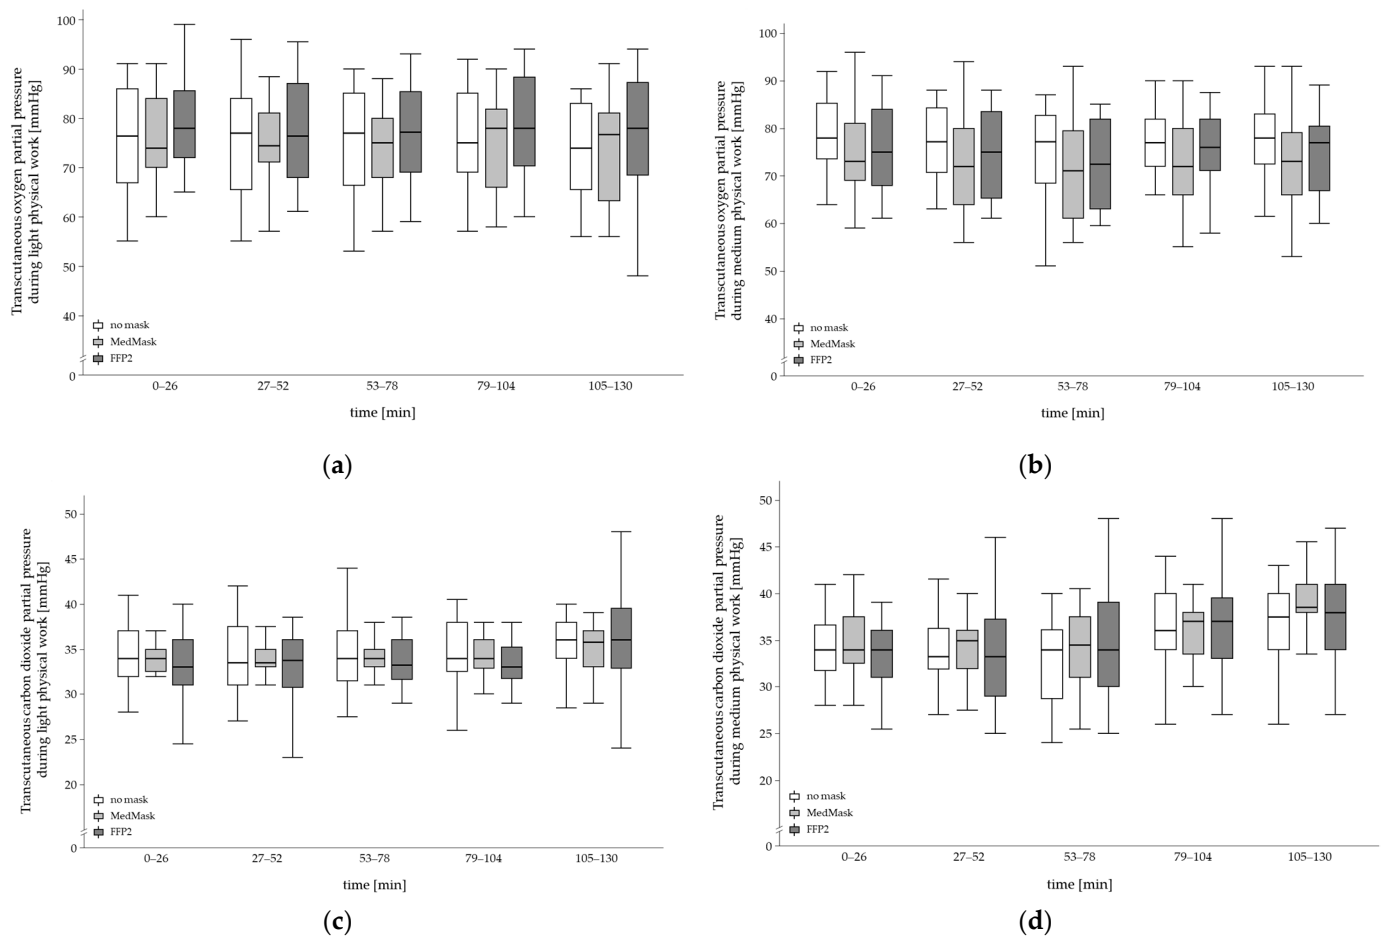 Transcutaneous oxygen partial pressure
during light physical work [mmHg]
100
90
80
70
60
50
40
0
no mask
MedMask
FFP2
0–26
27–52
53–78
79–104
105–130
time [min]
(a)
Transcutaneous oxygen partial pressure
during medium physical work [mmHg]
100
90
80
70
60
50
40
0
no mask
MedMask
FFP2
0–26
27–52
53–78
79–104
105–130
time [min]
(b)
Transcutaneous carbon dioxide partial pressure
during light physical work [mmHg]
50
45
40
35
30
25
20
0
no mask
MedMask
FFP2
0–26
27–52
53–78
79–104
105–130
time [min]
(c)
Transcutaneous carbon dioxide partial pressure
during medium physical work [mmHg]
50
45
40
35
30
25
20
0
no mask
MedMask
FFP2
0–26
27–52
53–78
79–104
105–130
time [min]
(d)